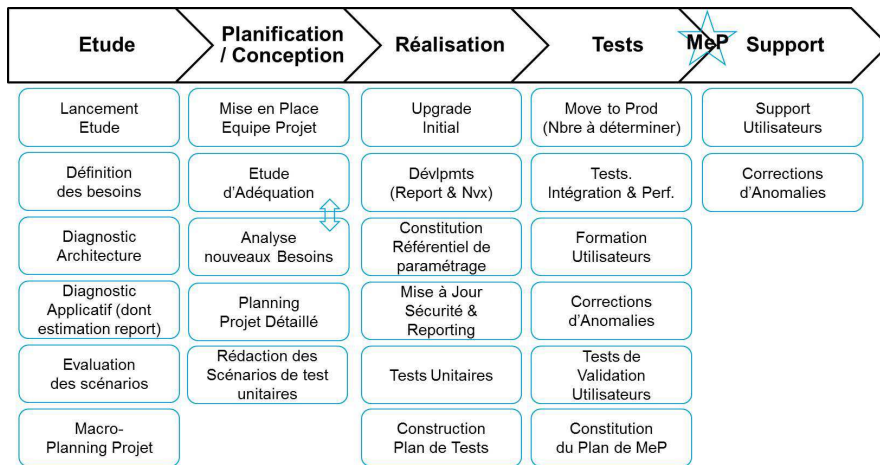 Etude
Planification
/ Conception
Réalisation
Tests
MeP
Support
Lancement
Etude
Définition
des besoins
Diagnostic
Architecture
Diagnostic
Applicatif (dont
estimation report)
Evaluation
des scénarios
Macro-
Planning Projet
Mise en Place
Equipe Projet
Etude
d'Adéquation
Analyse
nouveaux Besoins
Planning
Projet Détaillé
Rédaction des
Scénarios de test
unitaires
Upgrade
Initial
Dévlpmts
(Report & Nvx)
Constitution
Référentiel de
paramétrage
Mise à Jour
Sécurité &
Reporting
Tests Unitaires
Construction
Plan de Tests
Move to Prod
(Nbre à déterminer)
Tests.
Intégration & Perf.
Formation
Utilisateurs
Corrections
d'Anomalies
Tests de
Validation
Utilisateurs
Constitution
du Plan de MeP
Support
Utilisateurs
Corrections
d'Anomalies